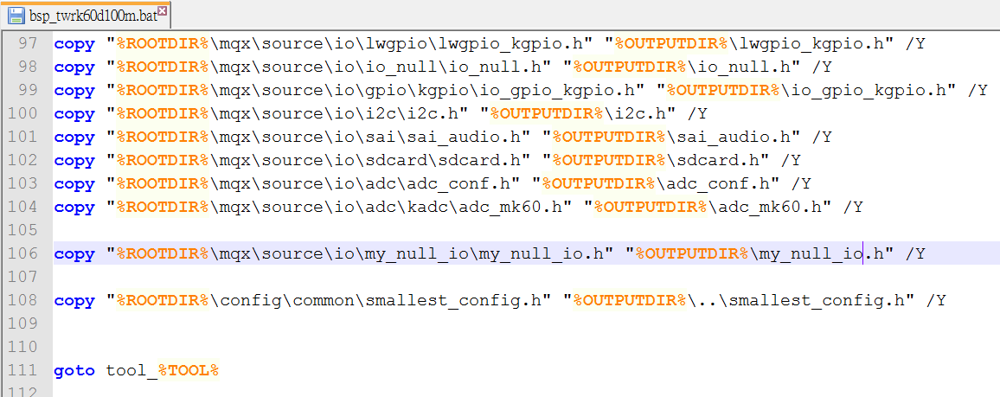 bsp_twrk60d100m.bat
97 copy "%ROOTDIR%\mqx\source\io\lwgpio\lwgpio_kgpio.h" "%OUTPUTDIR%\lwgpio_kgpio.h" /Y
98 copy "%ROOTDIR%\mqx\source\io\io_null\io_null.h" "%OUTPUTDIR%\io_null.h" /Y
99 copy "%ROOTDIR%\mqx\source\io\gpio\kgpio\io_gpio_kgpio.h" "%OUTPUTDIR%\io_gpio_kgpio.h" /Y
100 copy "%ROOTDIR%\mqx\source\io\i2c\i2c.h" "%OUTPUTDIR%\i2c.h" /Y
101 copy "%ROOTDIR%\mqx\source\io\sai\sai_audio.h" "%OUTPUTDIR%\sai_audio.h" /Y
102 copy "%ROOTDIR%\mqx\source\io\sdcard\sdcard.h" "%OUTPUTDIR%\sdcard.h" /Y
103 copy "%ROOTDIR%\mqx\source\io\adc\adc_conf.h" "%OUTPUTDIR%\adc_conf.h" /Y
104 copy "%ROOTDIR%\mqx\source\io\adc\kadc\adc_mk60.h" "%OUTPUTDIR%\adc_mk60.h" /Y
105
106 copy "%ROOTDIR%\mqx\source\io\my_null_io\my_null_io.h" "%OUTPUTDIR%\my_null_io.h" /Y
107
108 copy "%ROOTDIR%\config\common\smallest_config.h" "%OUTPUTDIR%\..\smallest_config.h" /Y
109
110
111 goto tool_%TOOL%
112